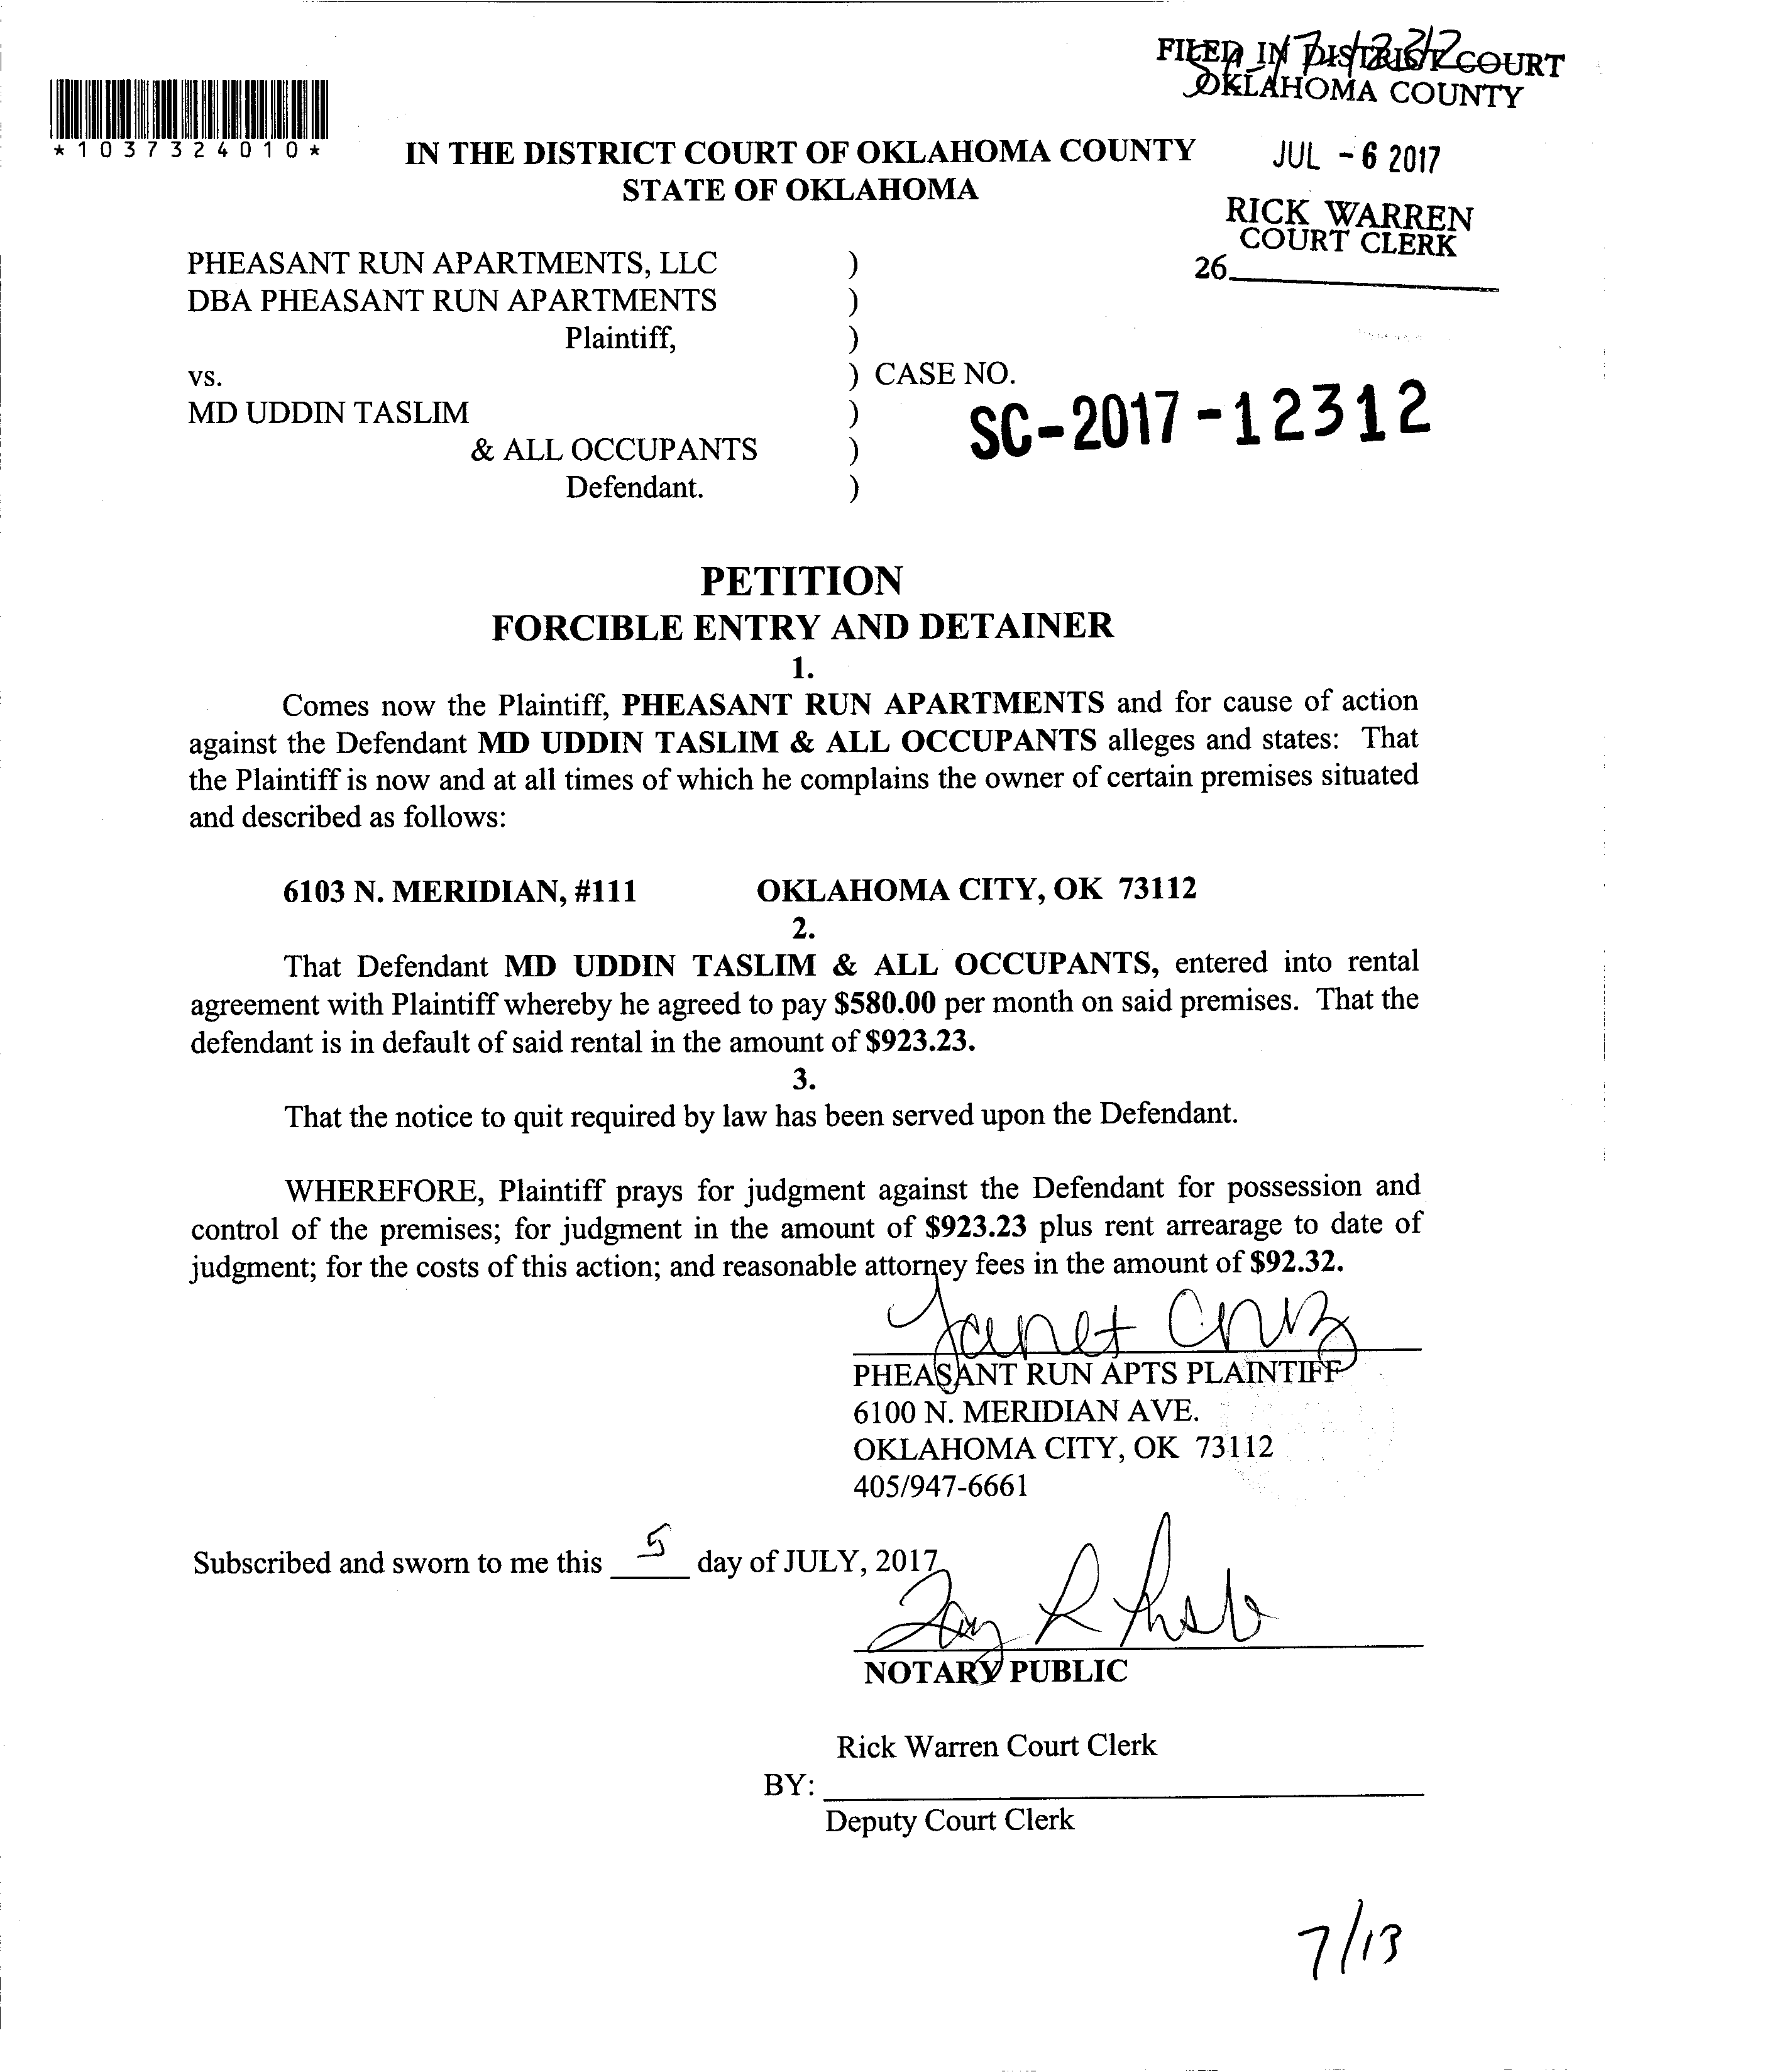 FILED IN DISTRICT COURT
OKLAHOMA COUNTY
*1037324010*
IN THE DISTRICT COURT OF OKLAHOMA COUNTY
STATE OF OKLAHOMA
JUL - 6 2017
RICK WARREN
COURT CLERK
26
PHEASANT RUN APARTMENTS, LLC )
DBA PHEASANT RUN APARTMENTS )
Plaintiff, )
vs. ) CASE NO.
MD UDDIN TASLIM )
SC-2017-12312
& ALL OCCUPANTS )
Defendant. )
PETITION
FORCIBLE ENTRY AND DETAINER
1.
Comes now the Plaintiff, PHEASANT RUN APARTMENTS and for cause of action
against the Defendant MD UDDIN TASLIM & ALL OCCUPANTS alleges and states: That
the Plaintiff is now and at all times of which he complains the owner of certain premises situated
and described as follows:
6103 N. MERIDIAN, #111 OKLAHOMA CITY, OK 73112
2.
That Defendant MD UDDIN TASLIM & ALL OCCUPANTS, entered into rental
agreement with Plaintiff whereby he agreed to pay $580.00 per month on said premises. That the
defendant is in default of said rental in the amount of $923.23.
3.
That the notice to quit required by law has been served upon the Defendant.
WHEREFORE, Plaintiff prays for judgment against the Defendant for possession and
control of the premises; for judgment in the amount of $923.23 plus rent arrearage to date of
judgment; for the costs of this action; and reasonable attorney fees in the amount of $92.32.
Janet Cruz
PHEASANT RUN APTS PLAINTIFF
6100 N. MERIDIAN AVE.
OKLAHOMA CITY, OK 73112
405/947-6661
Subscribed and sworn to me this 5 day of JULY, 2017
NOTARY PUBLIC
Rick Warren Court Clerk
BY:
Deputy Court Clerk
7/13